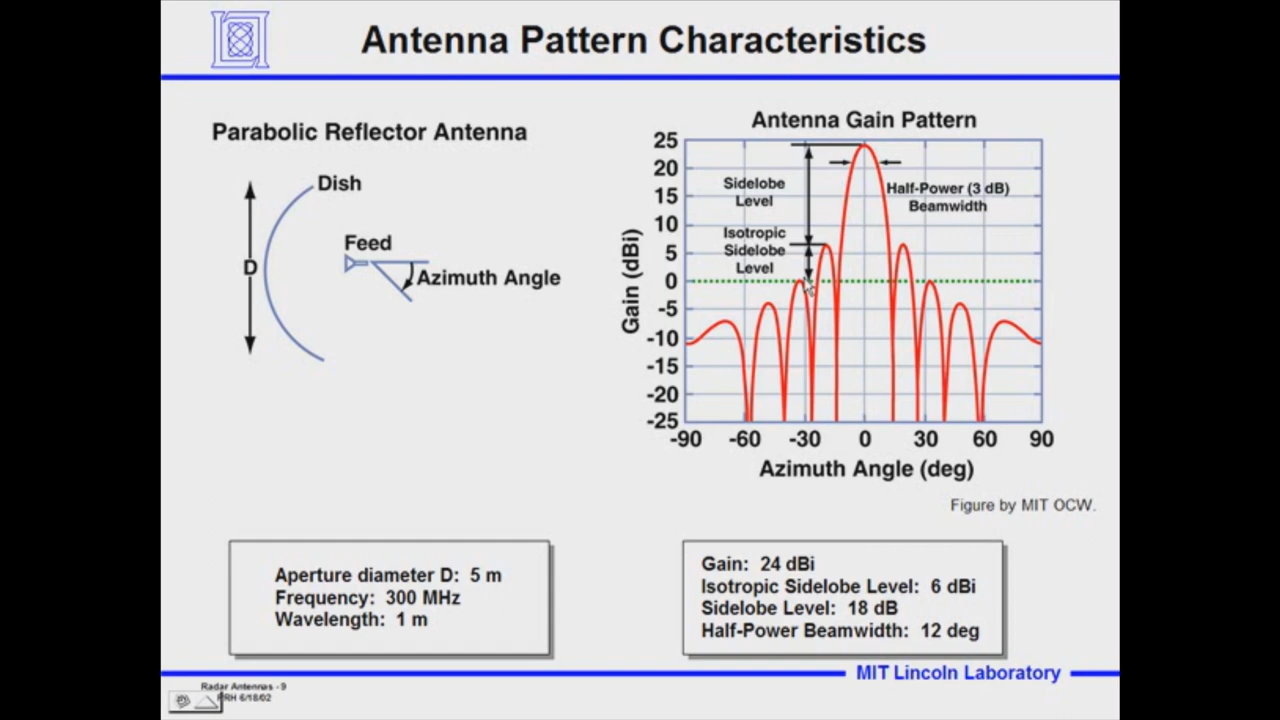 Antenna Pattern Characteristics
Parabolic Reflector Antenna
Dish
Feed
D
Azimuth Angle
Antenna Gain Pattern
25
20
15
10
5
0
-5
-10
-15
-20
-25
Gain (dBi)
Sidelobe
Level
Isotropic
Sidelobe
Level
Half-Power (3 dB)
Beamwidth
-90 -60 -30 0 30 60 90
Azimuth Angle (deg)
Figure by MIT OCW.
Aperture diameter D: 5 m
Frequency: 300 MHz
Wavelength: 1 m
Gain: 24 dBi
Isotropic Sidelobe Level: 6 dBi
Sidelobe Level: 18 dB
Half-Power Beamwidth: 12 deg
MIT Lincoln Laboratory
Radar Antennas - 9
6/18/02